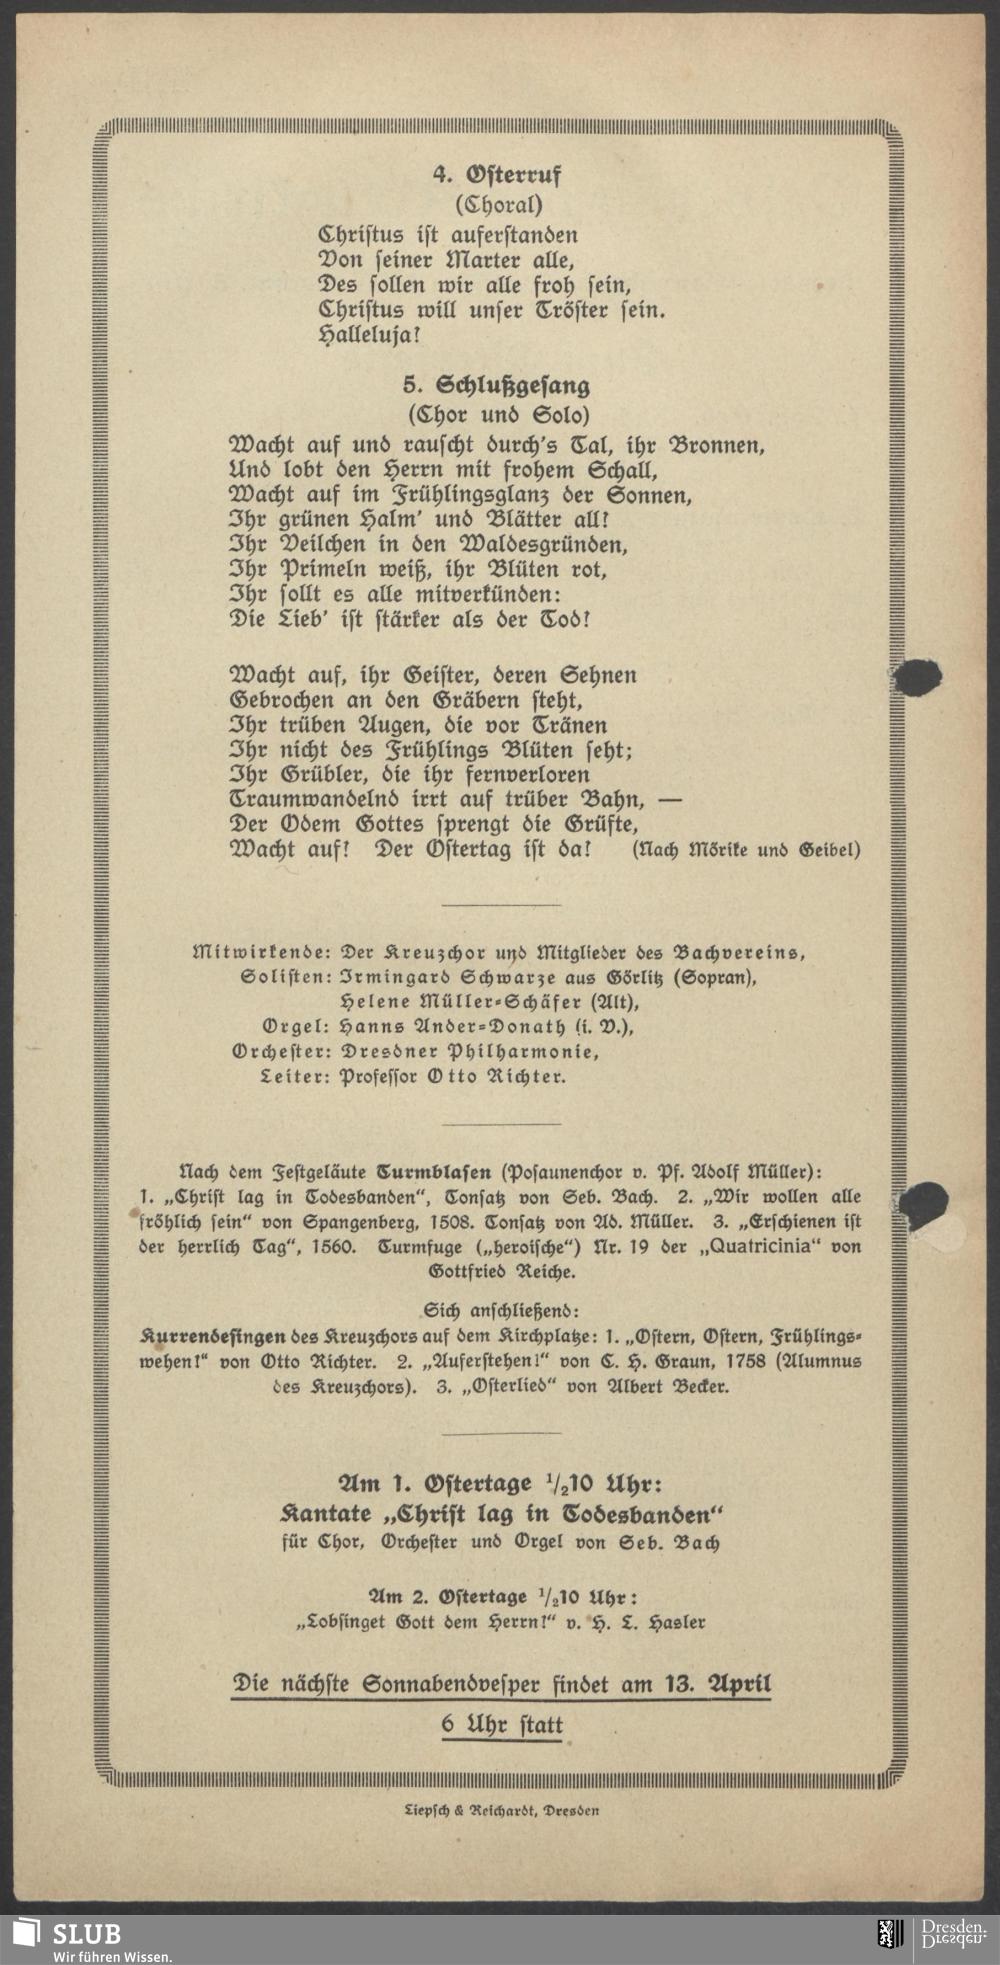 4. Osterruf
(Choral)
Christus ist auferstanden
Von seiner Marter alle,
Des sollen wir alle froh sein,
Christus will unser Tröster sein.
Halleluja!
5. Schlußgesang
(Chor und Solo)
Wacht auf und rauscht durch's Tal, ihr Bronnen,
Und lobt den Herrn mit frohem Schall,
Wacht auf im Frühlingsglanz der Sonnen,
Ihr grünen Halm' und Blätter all!
Ihr Veilchen in den Waldesgründen,
Ihr Primeln weiß, ihr Blüten rot,
Ihr sollt es alle mitverkünden:
Die Lieb' ist stärker als der Tod!
Wacht auf, ihr Geister, deren Sehnen
Gebrochen an den Gräbern steht,
Ihr trüben Augen, die vor Tränen
Ihr nicht des Frühlings Blüten seht;
Ihr Grübler, die ihr fernverloren
Traumwandelnd irrt auf trüber Bahn, —
Der Odem Gottes sprengt die Grüfte,
Wacht auf! Der Ostertag ist da! (Nach Mörike und Geibel)
Mitwirkende: Der Kreuzchor und Mitglieder des Bachvereins,
Solisten: Irmingard Schwarze aus Görlitz (Sopran),
Helene Müller-Schäfer (Alt),
Orgel: Hanns Ander-Donath (i. V.),
Orchester: Dresdner Philharmonie,
Leiter: Professor Otto Richter.
Nach dem Festgeläute Turmblasen (Posaunenchor v. Pf. Adolf Müller):
1. „Christ lag in Todesbanden“, Tonsatz von Seb. Bach. 2. „Wir wollen alle
fröhlich sein“ von Spangenberg, 1508. Tonsatz von Ad. Müller. 3. „Erschienen ist
der herrlich Tag“, 1560. Turmfuge („heroische“) Nr. 19 der „Quatricinia“ von
Gottfried Reiche.
Sich anschließend:
Kurrendesingen des Kreuzchors auf dem Kirchplatze: 1. „Ostern, Ostern, Frühlings-
wehen!“ von Otto Richter. 2. „Auferstehen!“ von C. H. Graun, 1758 (Alumnus
des Kreuzchors). 3. „Osterlied“ von Albert Becker.
Am 1. Ostertage 1/2 10 Uhr:
Kantate „Christ lag in Todesbanden“
für Chor, Orchester und Orgel von Seb. Bach
Am 2. Ostertage 1/2 10 Uhr:
„Lobsinget Gott dem Herrn!“ v. H. L. Hasler
Die nächste Sonnabendvesper findet am 13. April
6 Uhr statt
Liepsch & Reichardt, Dresden
SLUB
Wir führen Wissen.
Dresden.